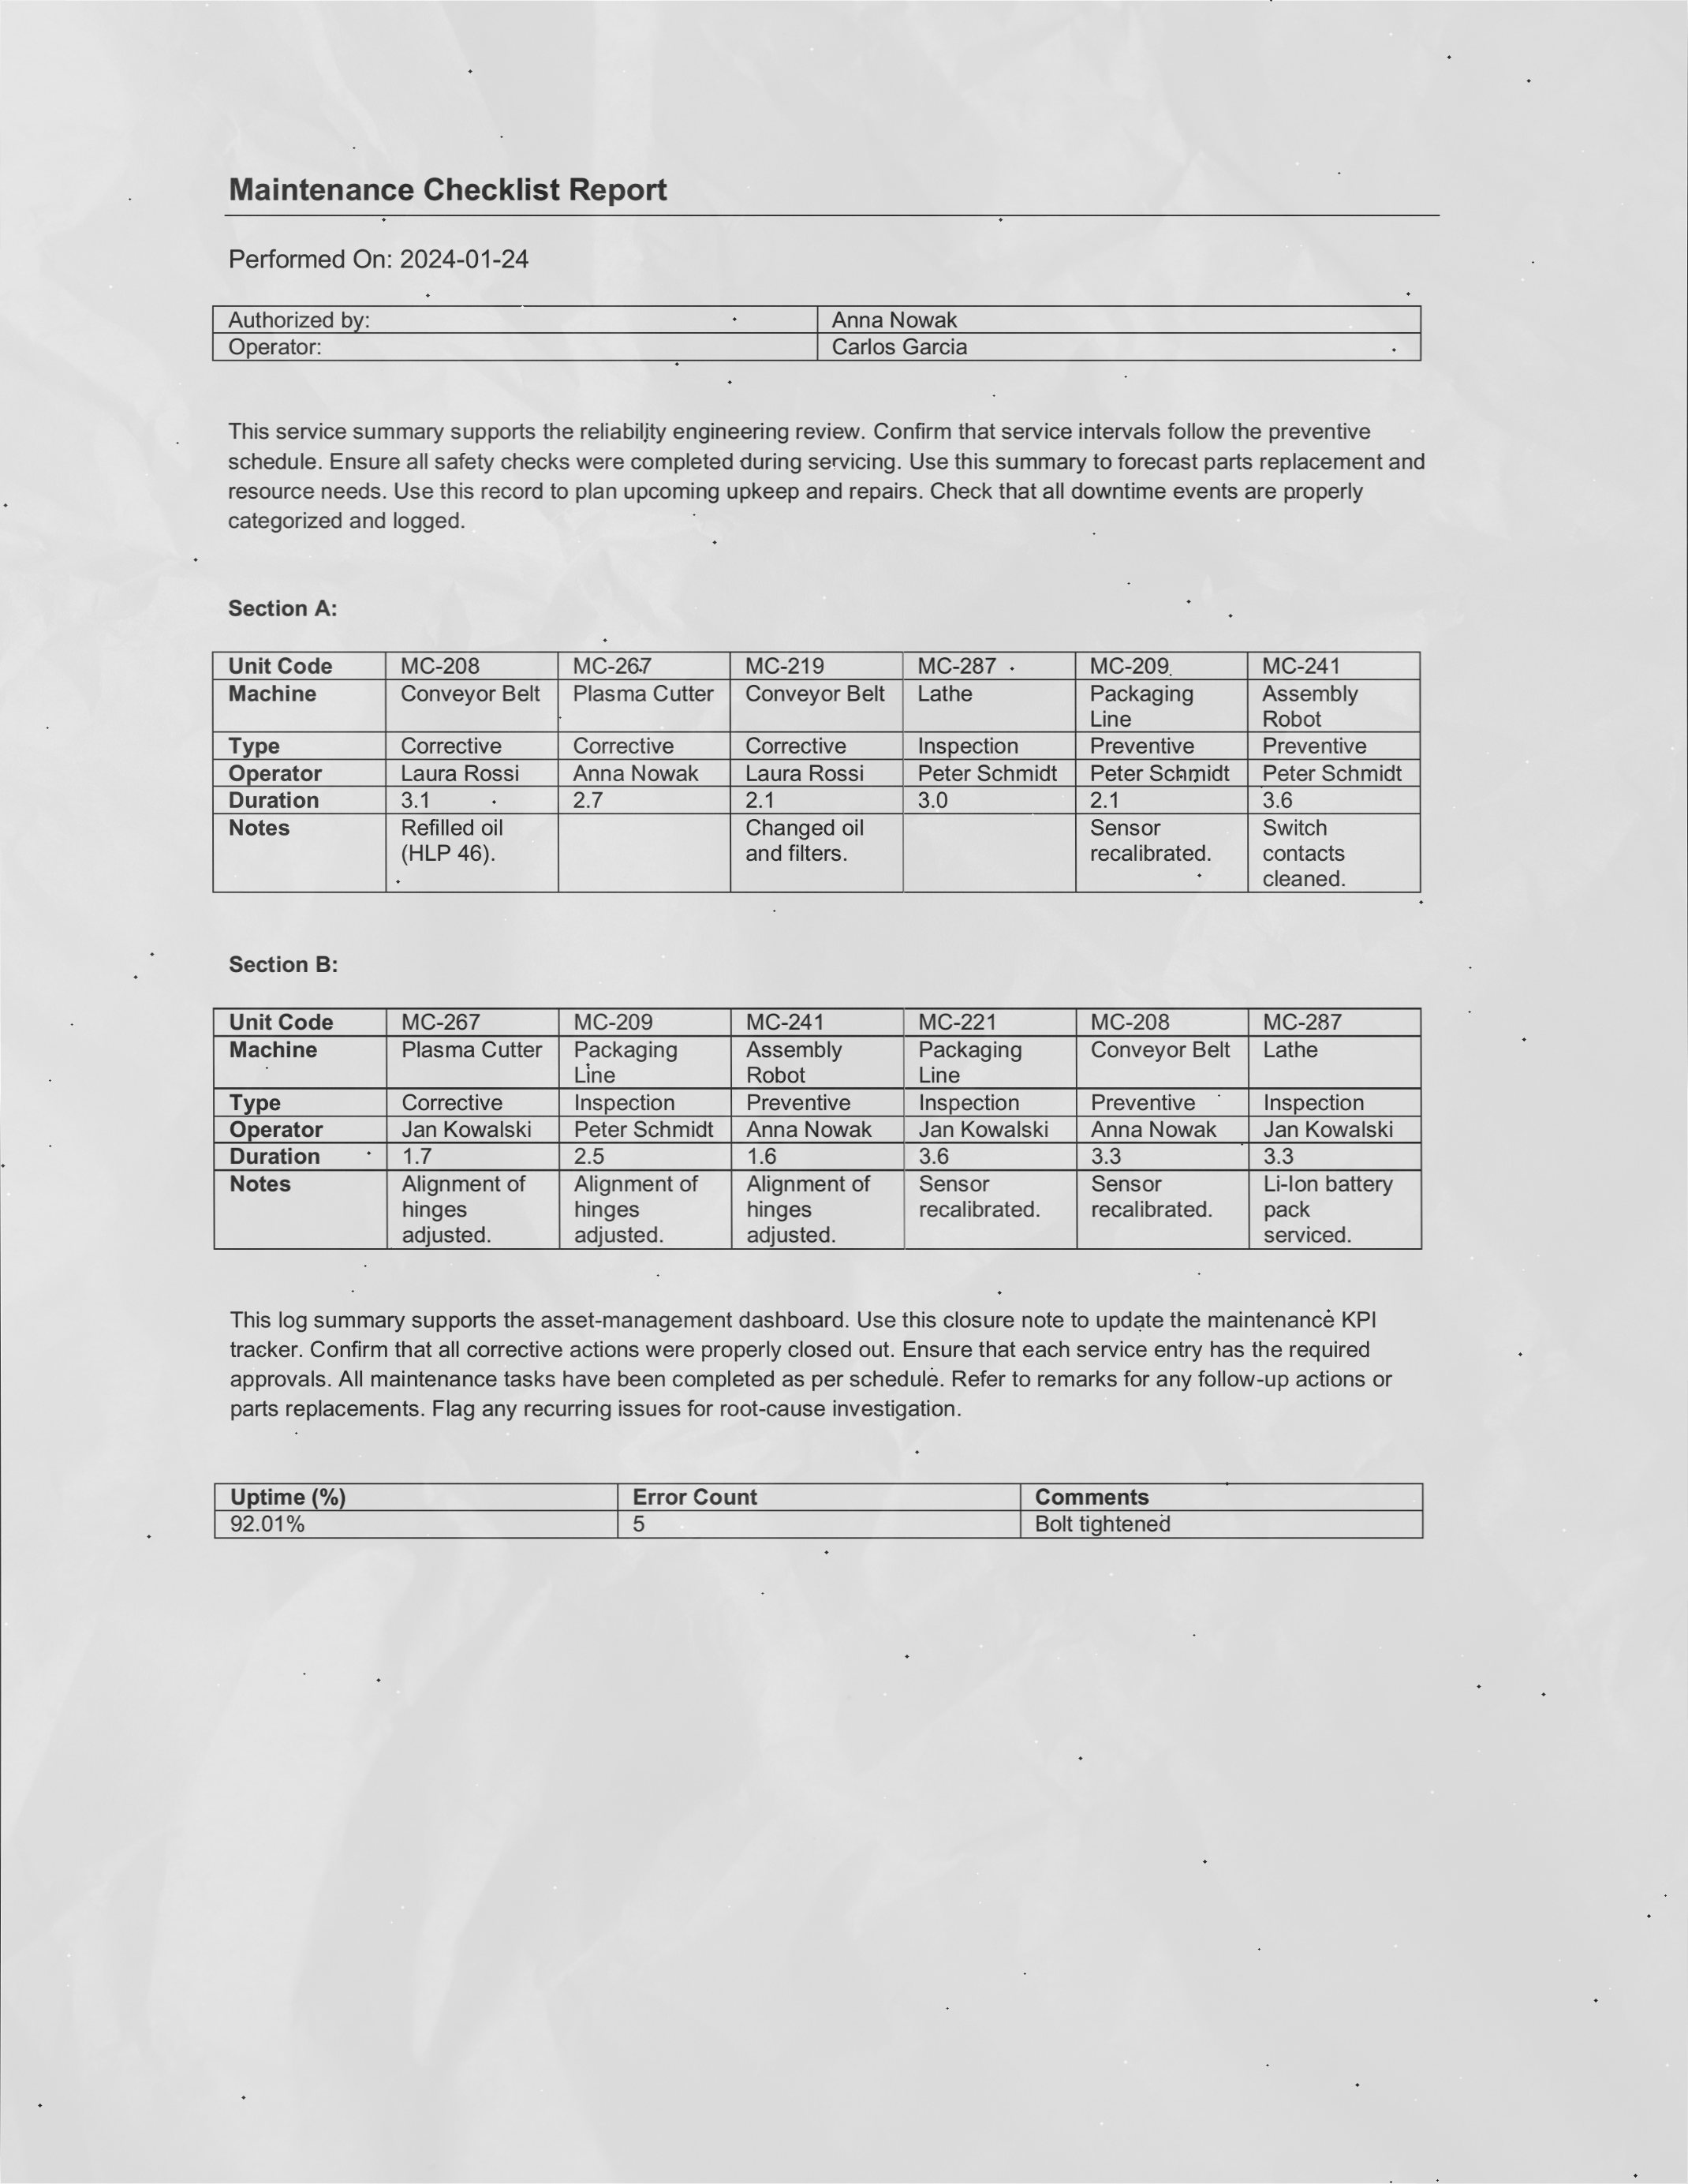 Maintenance Checklist Report
Performed On: 2024-01-24
Authorized by: Anna Nowak
Operator: Carlos Garcia
This service summary supports the reliability engineering review. Confirm that service intervals follow the preventive
schedule. Ensure all safety checks were completed during servicing. Use this summary to forecast parts replacement and
resource needs. Use this record to plan upcoming upkeep and repairs. Check that all downtime events are properly
categorized and logged.
Section A:
Unit Code MC-208 MC-267 MC-219 MC-287 MC-209 MC-241
Machine Conveyor Belt Plasma Cutter Conveyor Belt Lathe Packaging Assembly
Line Robot
Type Corrective Corrective Corrective Inspection Preventive Preventive
Operator Laura Rossi Anna Nowak Laura Rossi Peter Schmidt Peter Schmidt Peter Schmidt
Duration 3.1 2.7 2.1 3.0 2.1 3.6
Notes Refilled oil Changed oil Sensor Switch
(HLP 46). and filters. recalibrated. contacts
cleaned.
Section B:
Unit Code MC-267 MC-209 MC-241 MC-221 MC-208 MC-287
Machine Plasma Cutter Packaging Assembly Packaging Conveyor Belt Lathe
Line Robot Line
Type Corrective Inspection Preventive Inspection Preventive Inspection
Operator Jan Kowalski Peter Schmidt Anna Nowak Jan Kowalski Anna Nowak Jan Kowalski
Duration 1.7 2.5 1.6 3.6 3.3 3.3
Notes Alignment of Alignment of Alignment of Sensor Sensor Li-Ion battery
hinges hinges hinges recalibrated. recalibrated. pack
adjusted. adjusted. adjusted. serviced.
This log summary supports the asset-management dashboard. Use this closure note to update the maintenance KPI
tracker. Confirm that all corrective actions were properly closed out. Ensure that each service entry has the required
approvals. All maintenance tasks have been completed as per schedule. Refer to remarks for any follow-up actions or
parts replacements. Flag any recurring issues for root-cause investigation.
Uptime (%) Error Count Comments
92.01% 5 Bolt tightened